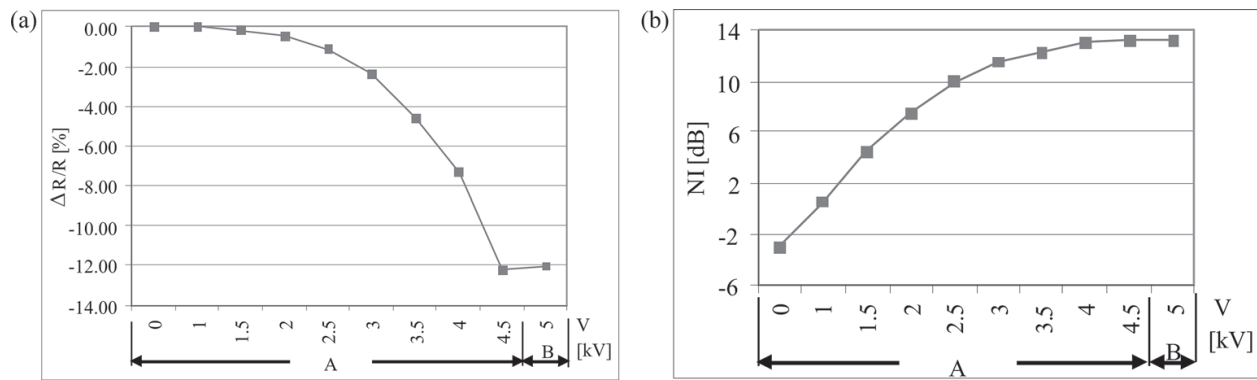 (a)
ΔR/R [%]
0.00
-2.00
-4.00
-6.00
-8.00
-10.00
-12.00
-14.00
0 1 1.5 2 2.5 3 3.5 4 4.5 5 V
[kV]
A B
(b)
NI [dB]
14
10
6
2
-2
-6
0 1 1.5 2 2.5 3 3.5 4 4.5 5 V
[kV]
A B